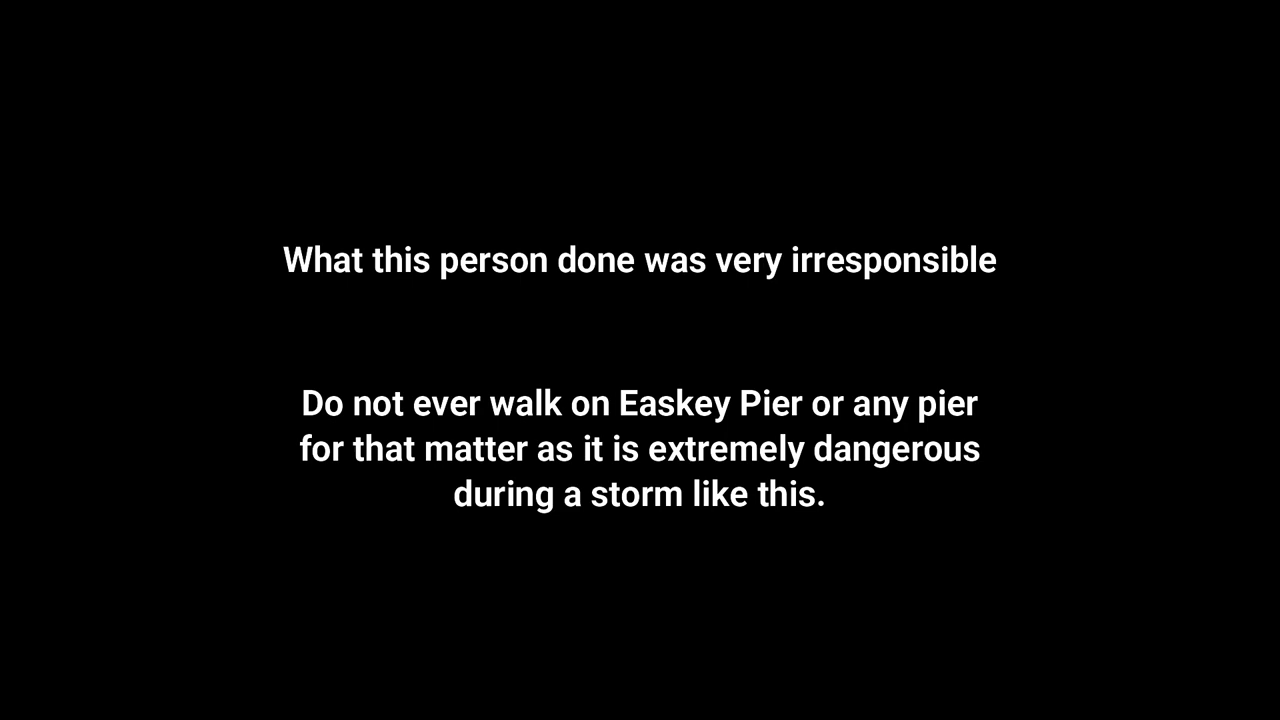 What this person done was very irresponsible
Do not ever walk on Easkey Pier or any pier
for that matter as it is extremely dangerous
during a storm like this.